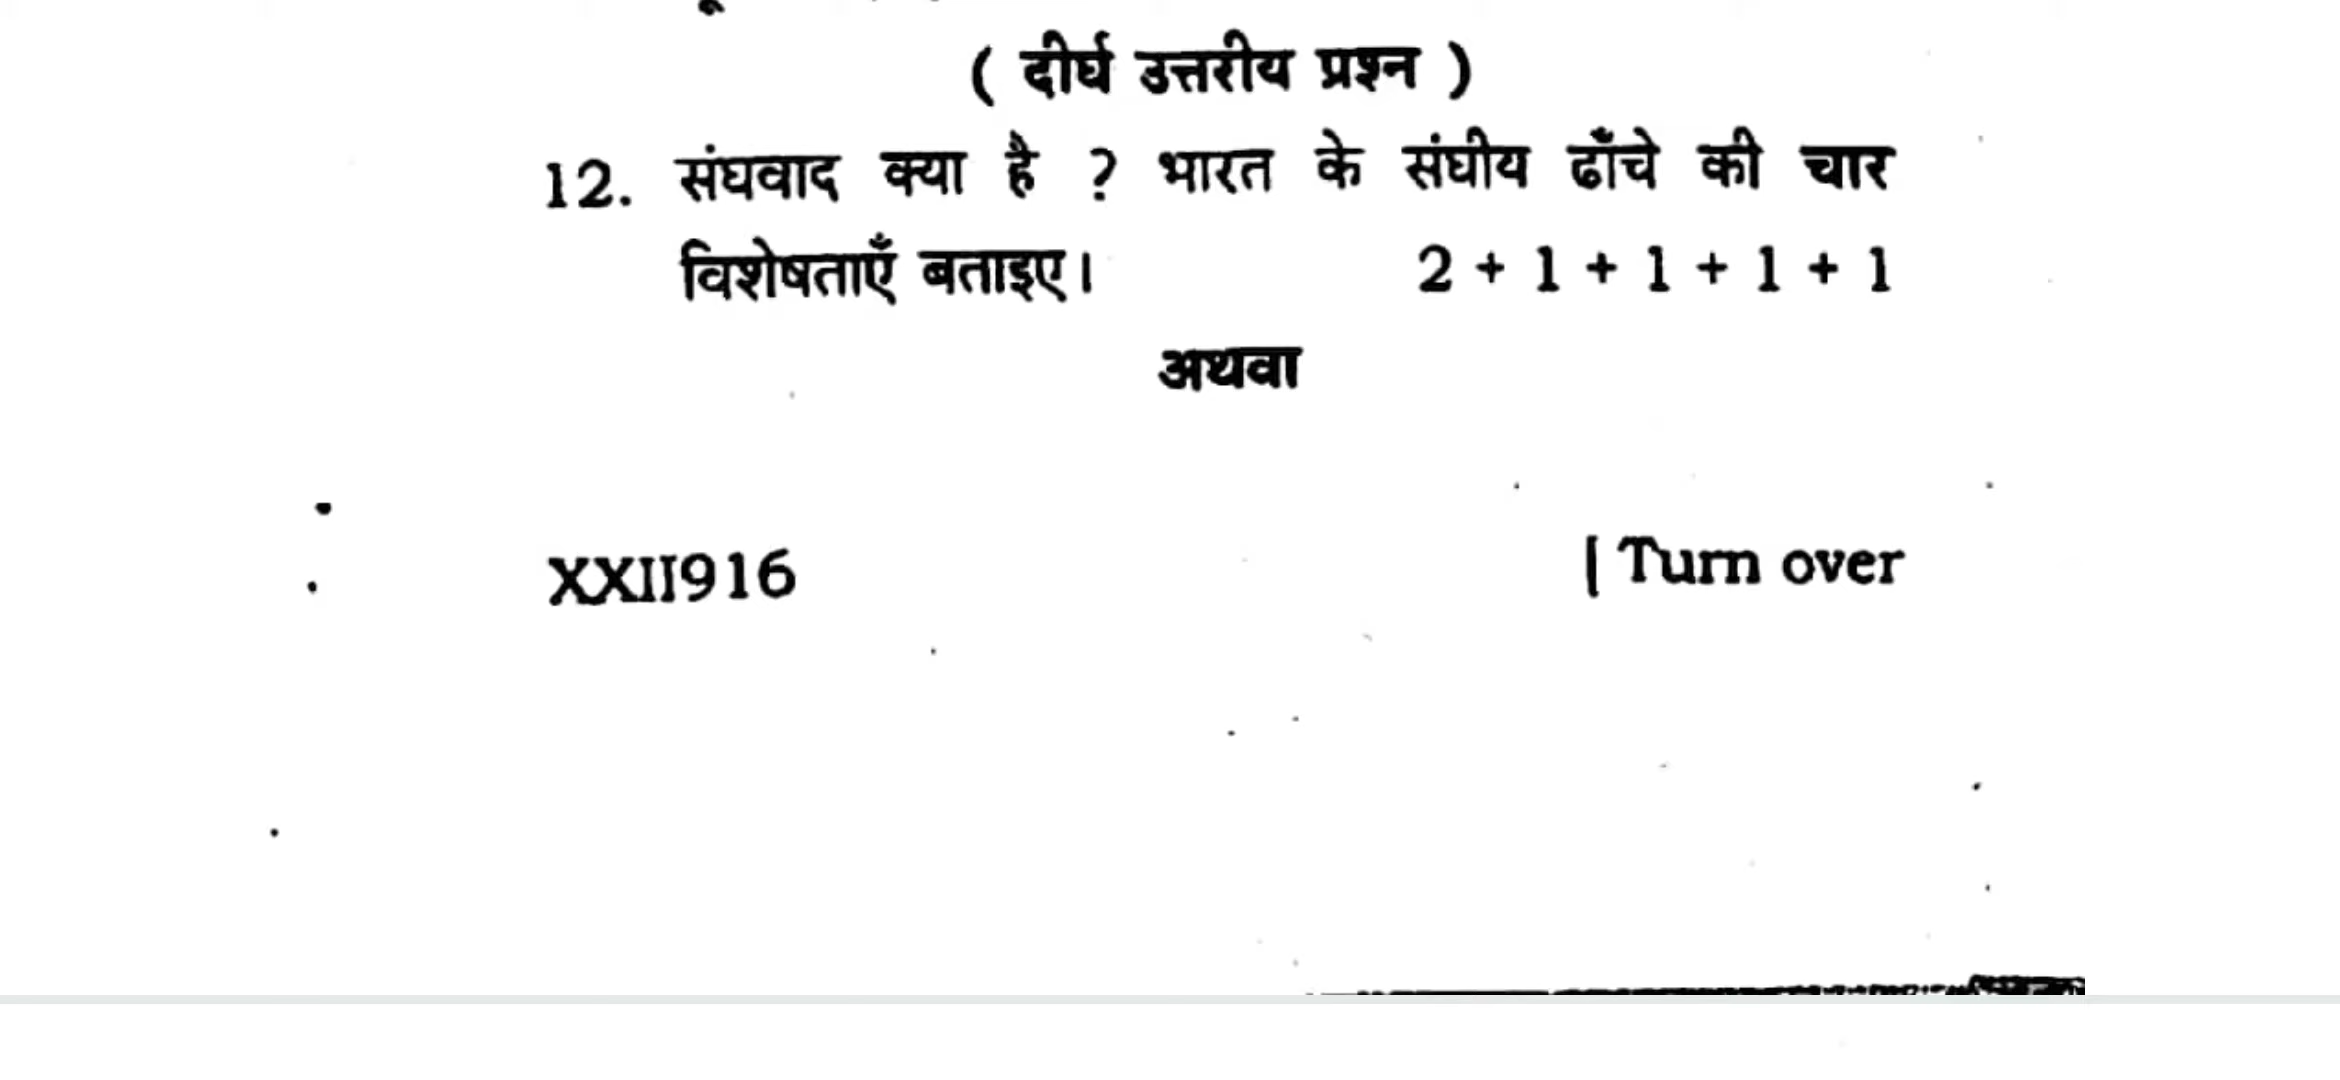 ( दीर्घ उत्तरीय प्रश्न )
12. संघवाद क्या है ? भारत के संघीय ढाँचे की चार
विशेषताएँ बताइए। 2 + 1 + 1 + 1 + 1
अथवा
XXII916 [ Turn over